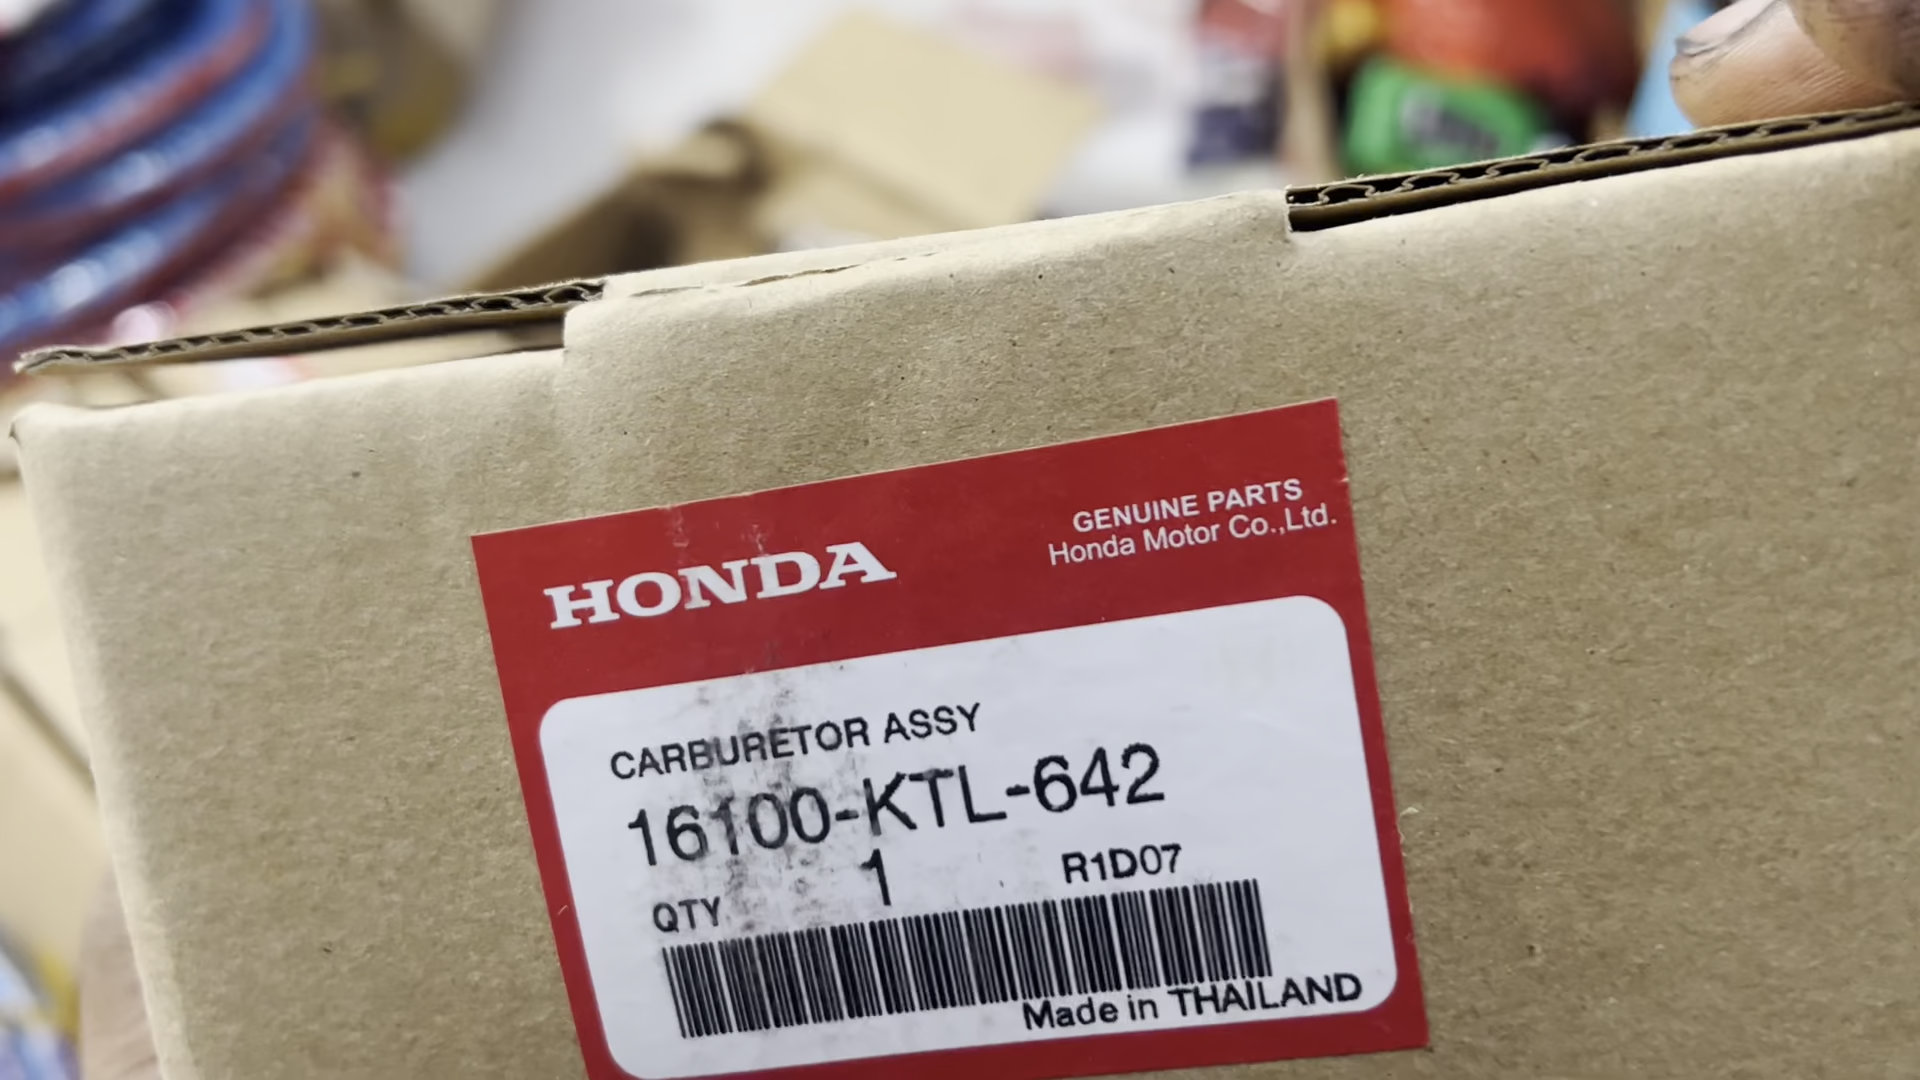 HONDA
GENUINE PARTS
Honda Motor Co.,Ltd.
CARBURETOR ASSY
16100-KTL-642
QTY 1 R1D07
Made in THAILAND